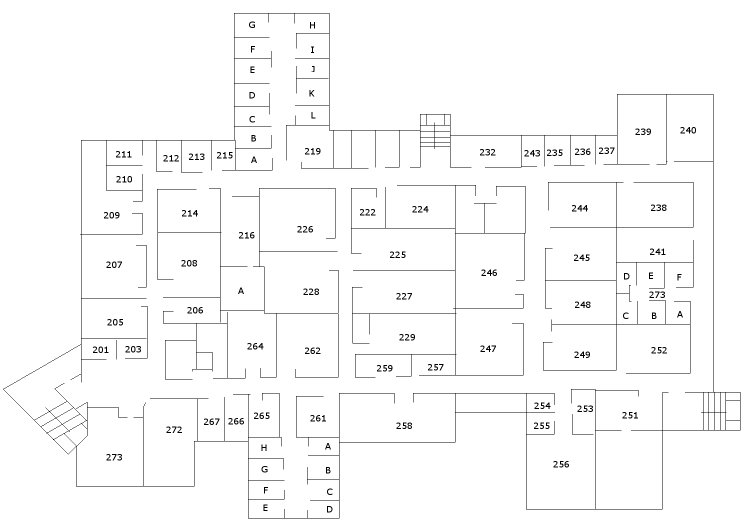 G H
F I
E J
D K
C L
B
A
239 240
211 212 213 215 219 232 243 235 236 237
210
209 214 222 224 244 238
216 226
207 208 225 245 241
A 228 227 246 D E F
273
206 248 C B A
205 229
201 203 264 262 247 249 252
259 257
272 267 266 265 261 258 254 253 251
255
273 256
H A
G B
F C
E D